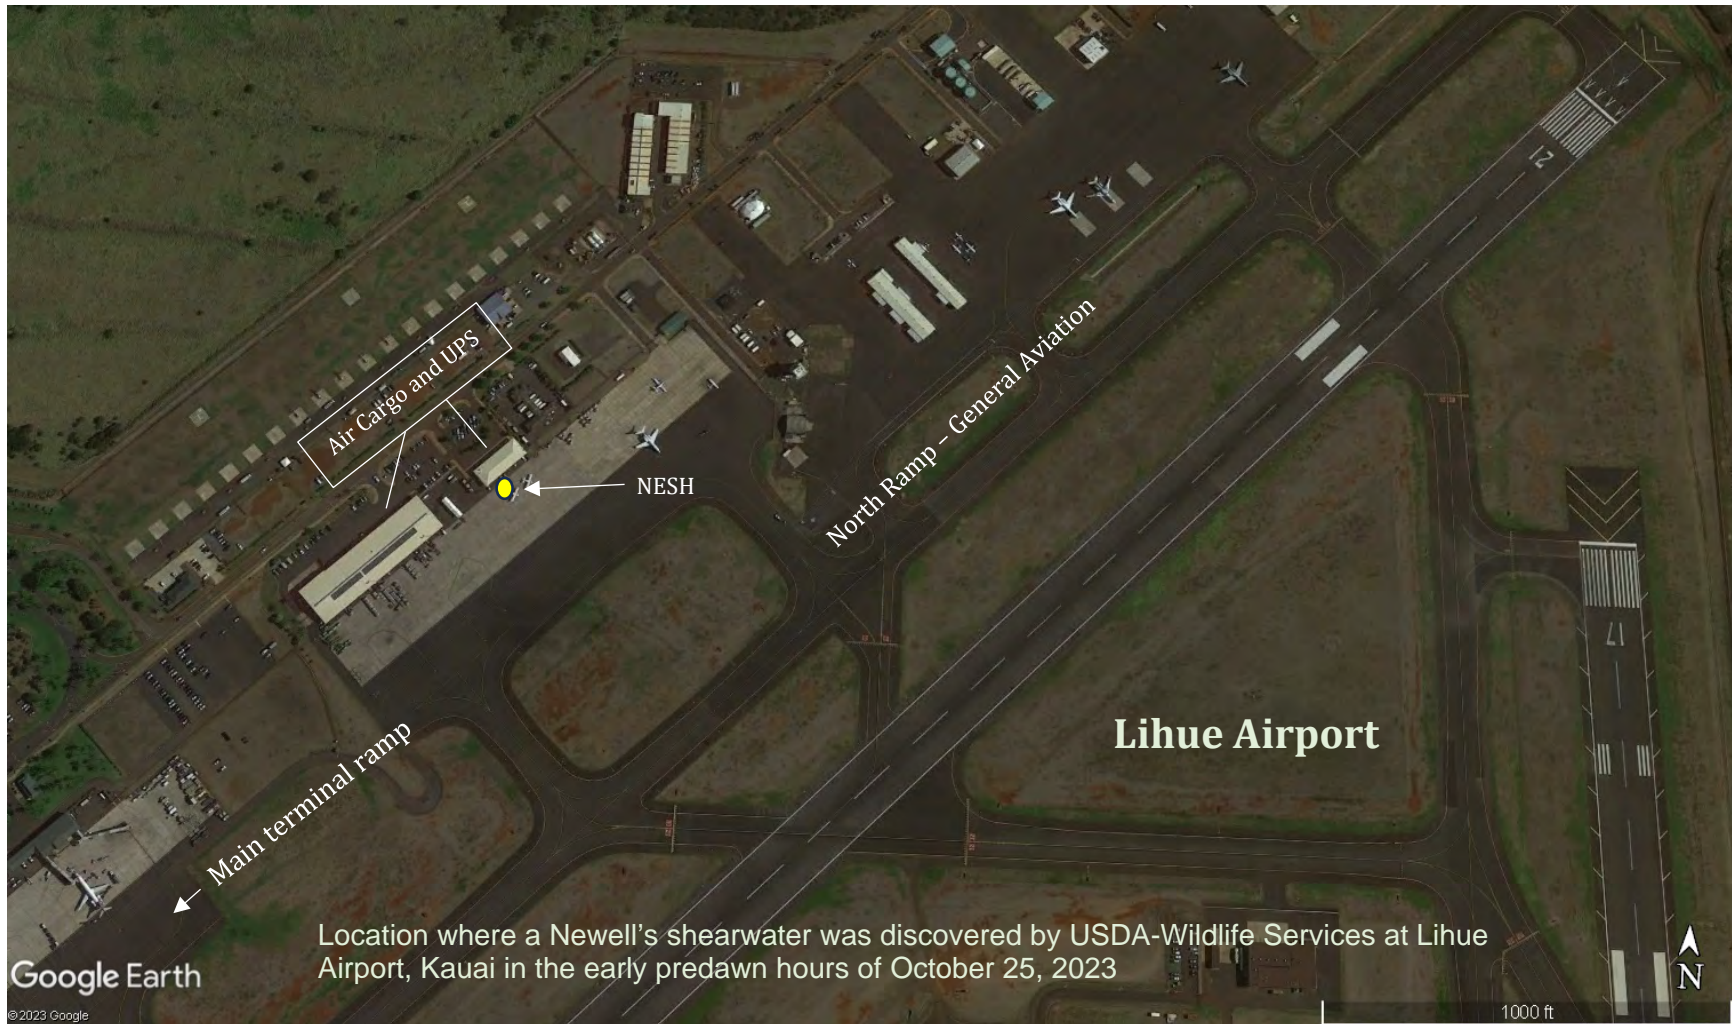 21
Air Cargo and UPS
North Ramp – General Aviation
NESH
17
Lihue Airport
Main terminal ramp
Location where a Newell’s shearwater was discovered by USDA-Wildlife Services at Lihue
Airport, Kauai in the early predawn hours of October 25, 2023
Google Earth
N
©2023 Google
1000 ft